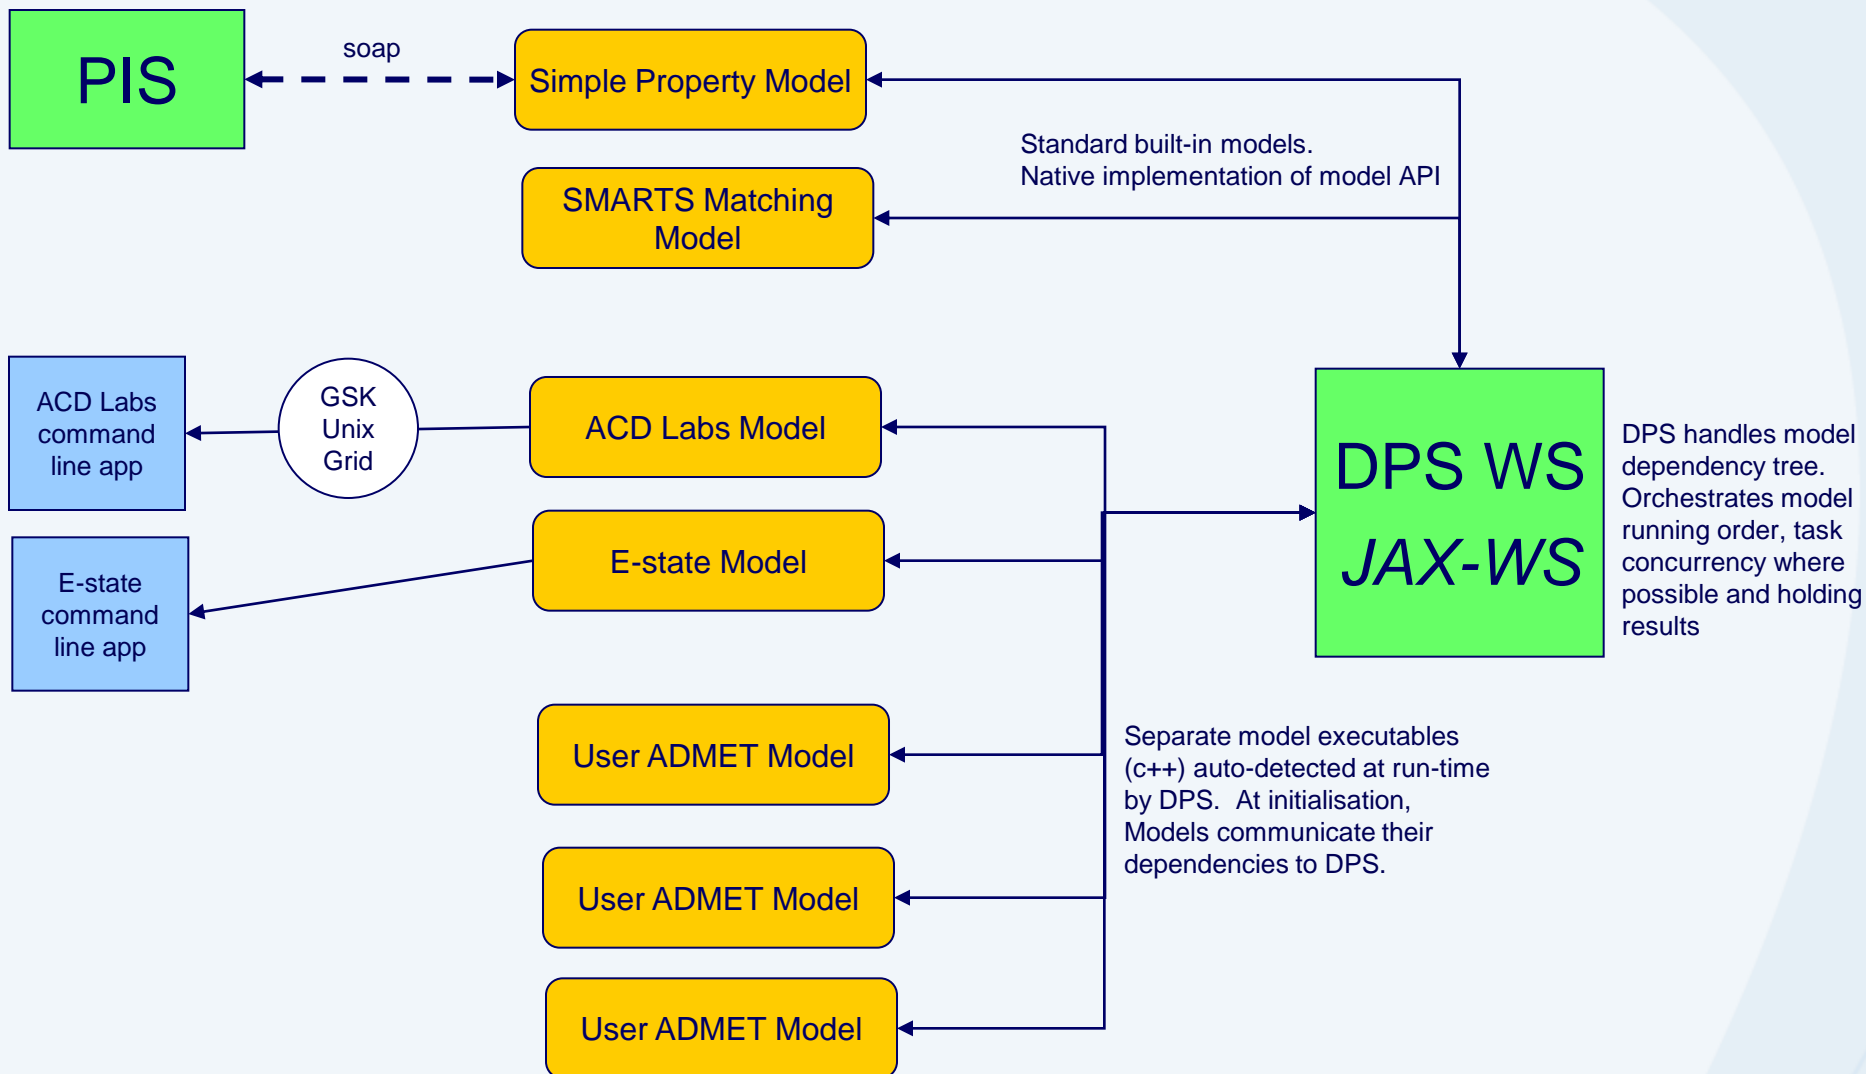 PIS
soap
Simple Property Model
Standard built-in models.
Native implementation of model API
SMARTS Matching
Model
ACD Labs
command
line app
GSK
Unix
Grid
ACD Labs Model
DPS WS
JAX-WS
DPS handles model
dependency tree.
Orchestrates model
running order, task
concurrency where
possible and holding
results
E-state
command
line app
E-state Model
User ADMET Model
Separate model executables
(c++) auto-detected at run-time
by DPS.  At initialisation,
Models communicate their
dependencies to DPS.
User ADMET Model
User ADMET Model